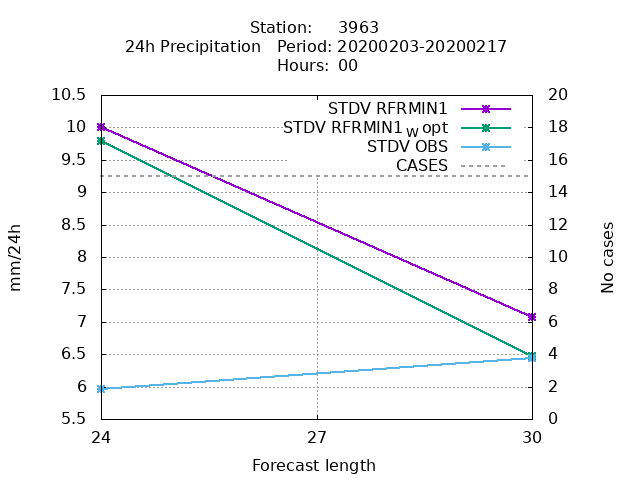 Station: 3963
24h Precipitation Period: 20200203-20200217
Hours: 00
STDV RFRMIN1
STDV RFRMIN1_w opt
STDV OBS
CASES
10.5
10
9.5
9
8.5
8
7.5
7
6.5
6
5.5
mm/24h
20
18
16
14
12
10
8
6
4
2
0
No cases
24 27 30
Forecast length